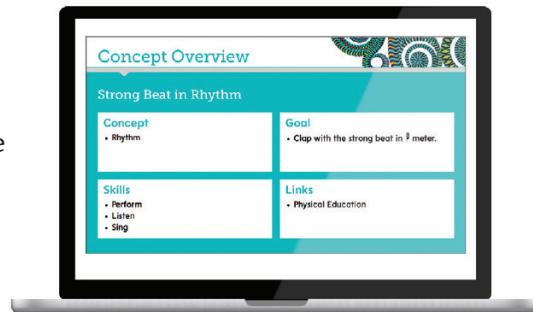 e
Concept Overview
Strong Beat in Rhythm
Concept
• Rhythm
Goal
• Clap with the strong beat in meter.
Skills
• Perform
• Listen
• Sing
Links
• Physical Education